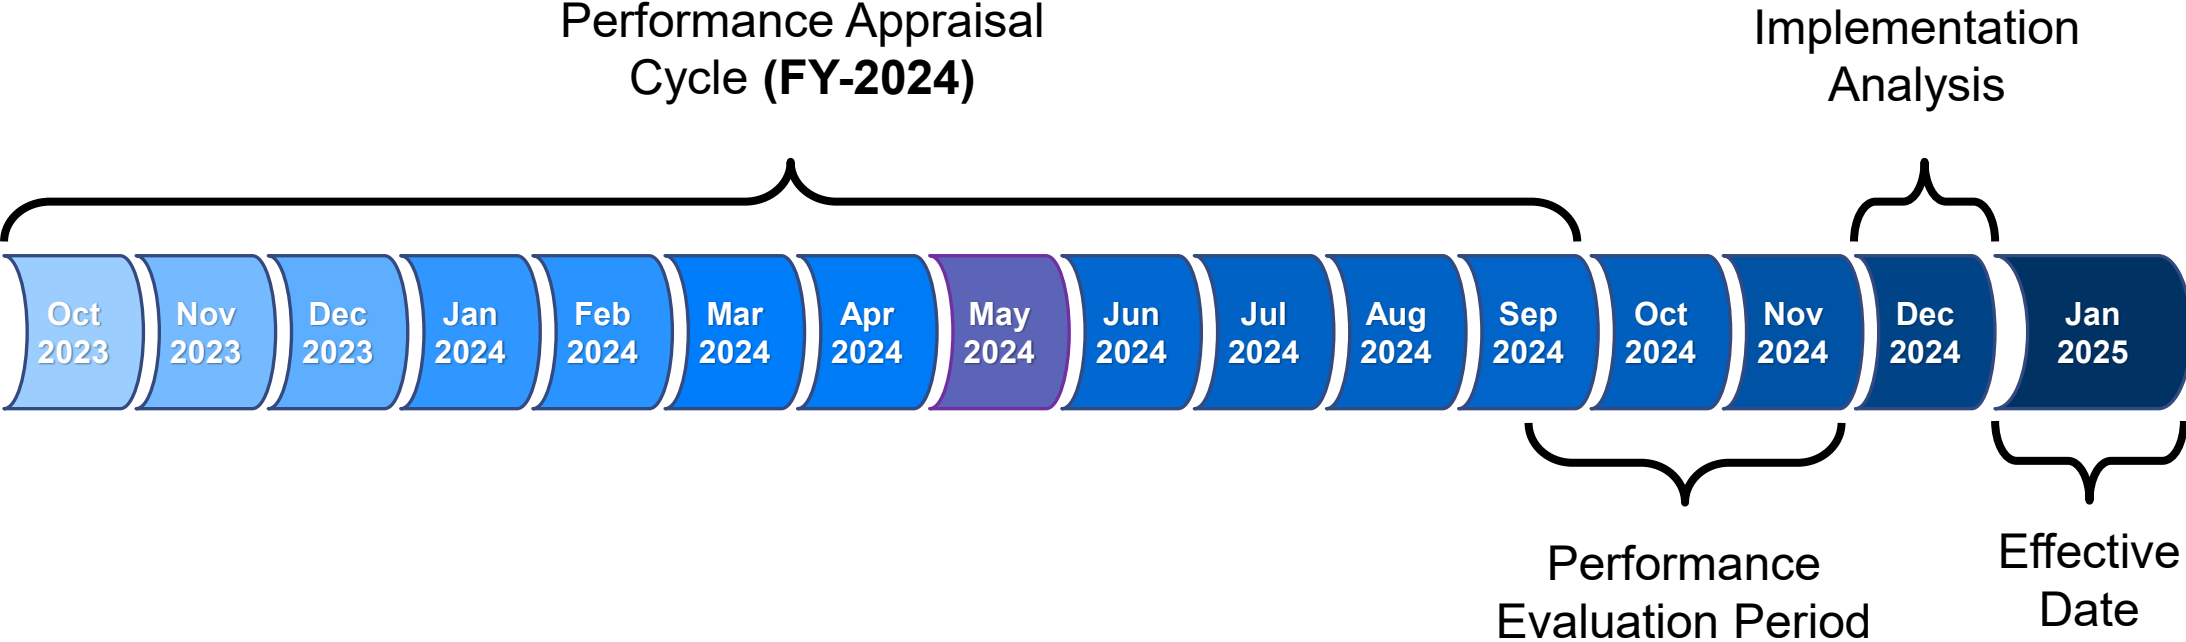 Performance Appraisal
Cycle (FY-2024)
Implementation
Analysis
Oct
2023
Nov
2023
Dec
2023
Jan
2024
Feb
2024
Mar
2024
Apr
2024
May
2024
Jun
2024
Jul
2024
Aug
2024
Sep
2024
Oct
2024
Nov
2024
Dec
2024
Jan
2025
Performance
Evaluation Period
Effective
Date